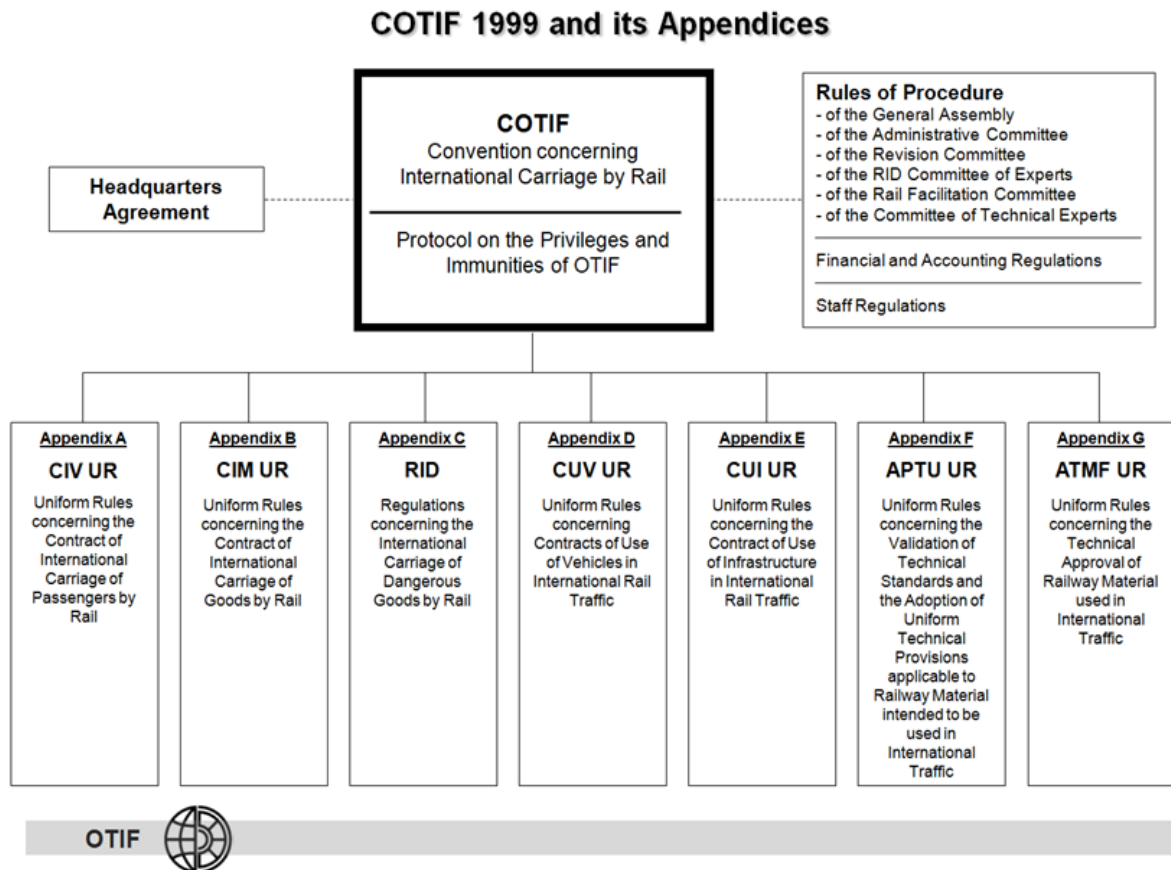 COTIF 1999 and its Appendices
COTIF
Convention concerning
International Carriage by Rail
Protocol on the Privileges and
Immunities of OTIF
Headquarters
Agreement
Rules of Procedure
- of the General Assembly
- of the Administrative Committee
- of the Revision Committee
- of the RID Committee of Experts
- of the Rail Facilitation Committee
- of the Committee of Technical Experts
Financial and Accounting Regulations
Staff Regulations
Appendix A
CIV UR
Uniform Rules
concerning the
Contract of
International
Carriage of
Passengers by
Rail
Appendix B
CIM UR
Uniform Rules
concerning the
Contract of
International
Carriage of
Goods by Rail
Appendix C
RID
Regulations
concerning the
International
Carriage of
Dangerous
Goods by Rail
Appendix D
CUV UR
Uniform Rules
concerning
Contracts of Use
of Vehicles in
International Rail
Traffic
Appendix E
CUI UR
Uniform Rules
concerning the
Contract of Use
of Infrastructure
in International
Rail Traffic
Appendix F
APTU UR
Uniform Rules
concerning the
Validation of
Technical
Standards and
the Adoption of
Uniform
Technical
Provisions
applicable to
Railway Material
intended to be
used in
International
Traffic
Appendix G
ATMF UR
Uniform Rules
concerning the
Technical
Approval of
Railway Material
used in
International
Traffic
OTIF